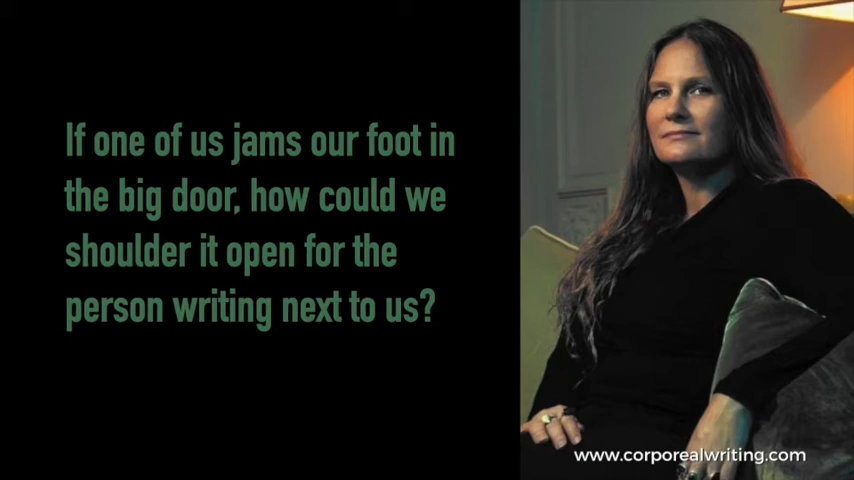 If one of us jams our foot in
the big door, how could we
shoulder it open for the
person writing next to us?
www.corporealwriting.com